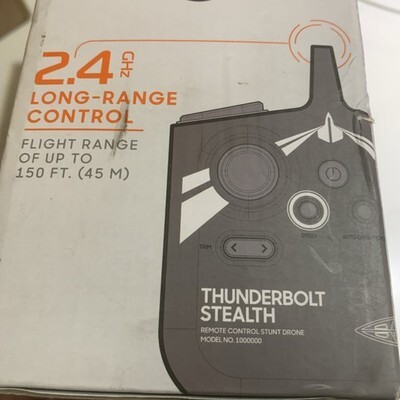 2.4 GHz
LONG-RANGE
CONTROL
FLIGHT RANGE
OF UP TO
150 FT. (45 M)
TRIM
THUNDERBOLT
STEALTH
REMOTE CONTROL STUNT DRONE
MODEL NO. 1000000